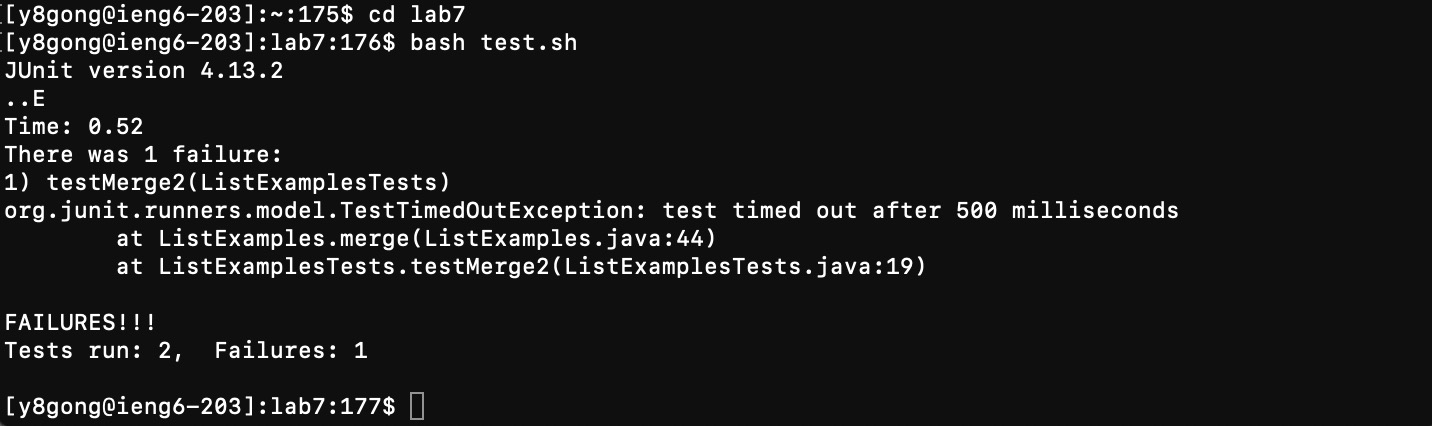 [y8gong@ieng6-203]:~:175$ cd lab7
[y8gong@ieng6-203]:lab7:176$ bash test.sh
JUnit version 4.13.2
..E
Time: 0.52
There was 1 failure:
1) testMerge2(ListExamplesTests)
org.junit.runners.model.TestTimedOutException: test timed out after 500 milliseconds
        at ListExamples.merge(ListExamples.java:44)
        at ListExamplesTests.testMerge2(ListExamplesTests.java:19)

FAILURES!!!
Tests run: 2,  Failures: 1

[y8gong@ieng6-203]:lab7:177$